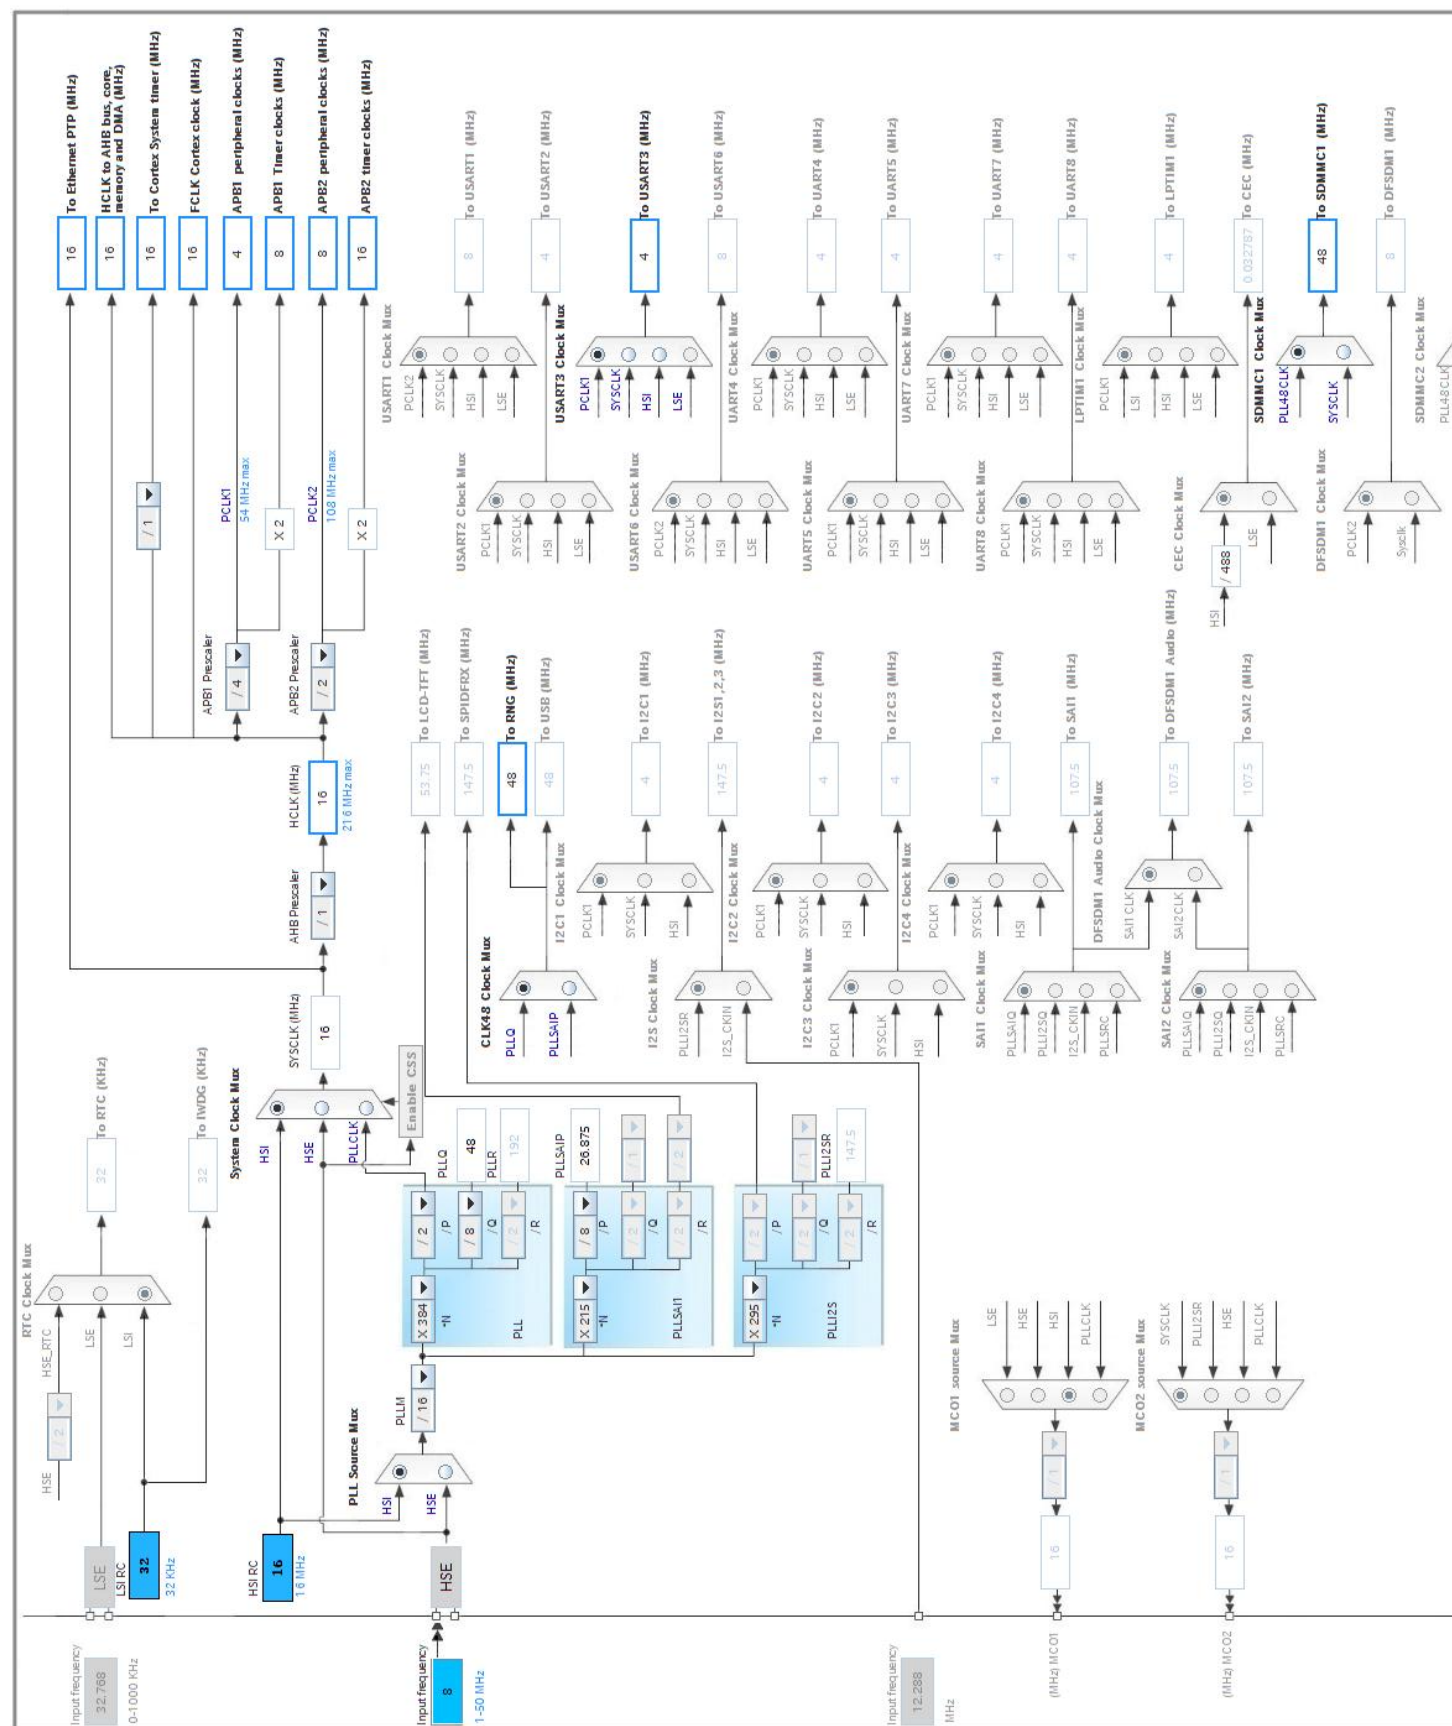 Input frequency
32.768
0-1000 KHz
LSE
LSI RC
32
32 KHz
HSE
/ 2
HSE_RTC
LSE
LSI
RTC Clock Mux
32
To RTC (KHz)
32
To IWDG (KHz)
HSI RC
16
16 MHz
Input frequency
8
1-50 MHz
HSE
PLL Source Mux
HSI
HSE
PLLM
/ 16
X 384
*N
PLL
/ 2
/P
/ 8
/Q
/ 2
/R
PLLQ
48
PLLR
192
X 215
*N
PLLSAI1
/ 8
/P
/ 2
/Q
/ 2
/R
PLLSAIP
26.875
/ 1
/ 2
X 295
*N
PLLI2S
/ 2
/P
/ 2
/Q
/ 2
/R
/ 1
PLLI2SR
147.5
System Clock Mux
HSI
HSE
PLLCLK
Enable CSS
SYSCLK (MHz)
16
AHB Prescaler
/ 1
HCLK (MHz)
16
216 MHz max
APB1 Prescaler
/ 4
APB2 Prescaler
/ 2
/ 1
PCLK1
54 MHz max
X 2
PCLK2
108 MHz max
X 2
16
To Ethernet PTP (MHz)
16
HCLK to AHB bus, core,
memory and DMA (MHz)
16
To Cortex System timer (MHz)
16
FCLK Cortex clock (MHz)
4
APB1 peripheral clocks (MHz)
8
APB1 Timer clocks (MHz)
8
APB2 peripheral clocks (MHz)
16
APB2 timer clocks (MHz)
53.75
To LCD-TFT (MHz)
147.5
To SPIDFRX (MHz)
CLK48 Clock Mux
PLLQ
PLLSAIP
48
To RNG (MHz)
48
To USB (MHz)
I2C1 Clock Mux
PCLK1
SYSCLK
HSI
4
To I2C1 (MHz)
I2S Clock Mux
PLLI2SR
I2S_CKIN
147.5
To I2S1,2,3 (MHz)
I2C2 Clock Mux
PCLK1
SYSCLK
HSI
4
To I2C2 (MHz)
I2C3 Clock Mux
PCLK1
SYSCLK
HSI
4
To I2C3 (MHz)
I2C4 Clock Mux
PCLK1
SYSCLK
HSI
4
To I2C4 (MHz)
SAI1 Clock Mux
PLLSAIQ
PLLI2SQ
I2S_CKIN
PLLSRC
107.5
To SAI1 (MHz)
DFSDM1 Audio Clock Mux
SAI1CLK
SAI2CLK
107.5
To DFSDM1 Audio (MHz)
SAI2 Clock Mux
PLLSAIQ
PLLI2SQ
I2S_CKIN
PLLSRC
107.5
To SAI2 (MHz)
USART1 Clock Mux
PCLK2
SYSCLK
HSI
LSE
8
To USART1 (MHz)
USART2 Clock Mux
PCLK1
SYSCLK
HSI
LSE
4
To USART2 (MHz)
USART3 Clock Mux
PCLK1
SYSCLK
HSI
LSE
4
To USART3 (MHz)
USART6 Clock Mux
PCLK2
SYSCLK
HSI
LSE
8
To USART6 (MHz)
UART4 Clock Mux
PCLK1
SYSCLK
HSI
LSE
4
To UART4 (MHz)
UART5 Clock Mux
PCLK1
SYSCLK
HSI
LSE
4
To UART5 (MHz)
UART7 Clock Mux
PCLK1
SYSCLK
HSI
LSE
4
To UART7 (MHz)
UART8 Clock Mux
PCLK1
SYSCLK
HSI
LSE
4
To UART8 (MHz)
LPTIM1 Clock Mux
PCLK1
LSI
HSI
LSE
4
To LPTIM1 (MHz)
CEC Clock Mux
HSI
/ 488
LSE
0.032787
To CEC (MHz)
SDMMC1 Clock Mux
PLL48CLK
SYSCLK
48
To SDMMC1 (MHz)
DFSDM1 Clock Mux
PCLK2
Sysclk
8
To DFSDM1 (MHz)
SDMMC2 Clock Mux
PLL48CLK
Input frequency
12.288
MHz
MCO1 source Mux
LSE
HSE
HSI
PLLCLK
/ 1
16
(MHz) MCO1
MCO2 source Mux
SYSCLK
PLLI2SR
HSE
PLLCLK
/ 1
16
(MHz) MCO2